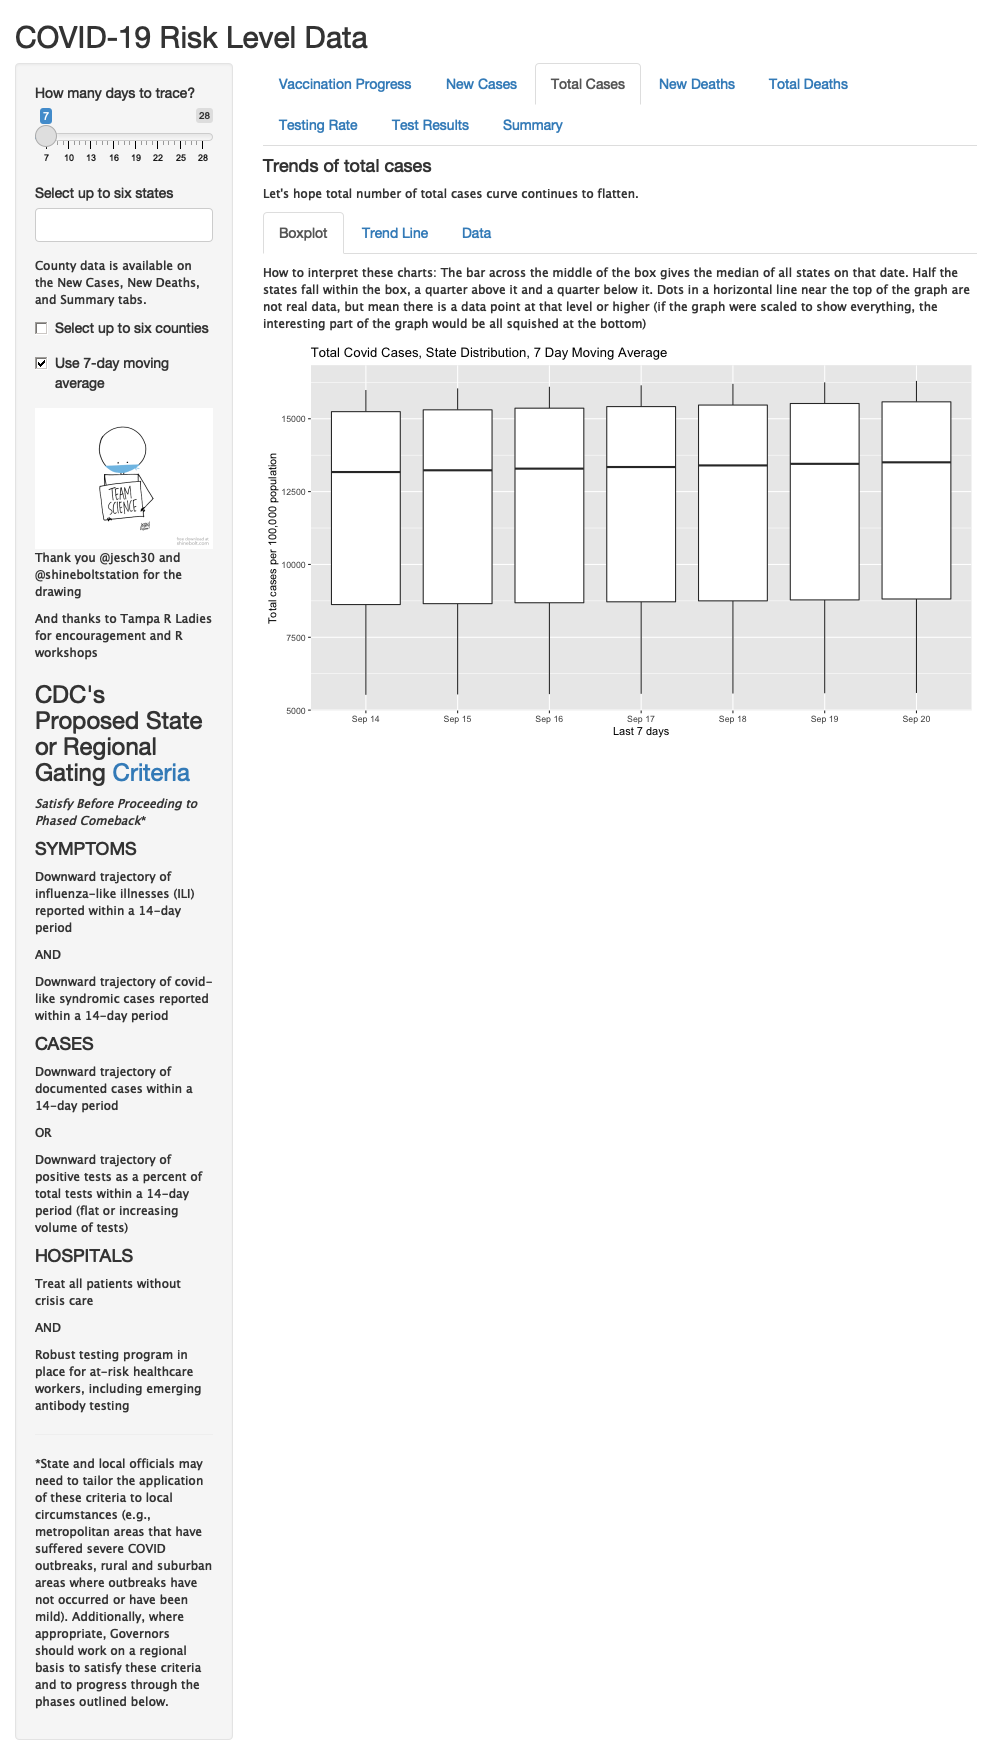 COVID-19 Risk Level Data
How many days to trace?
7
28
7 10 13 16 19 22 25 28
Select up to six states
County data is available on
the New Cases, New Deaths,
and Summary tabs.
Select up to six counties
Use 7-day moving
average
TEAM
SCIENCE
Thank you @jesch30 and
@shineboltstation for the
drawing
And thanks to Tampa R Ladies
for encouragement and R
workshops
CDC's
Proposed State
or Regional
Gating Criteria
Satisfy Before Proceeding to
Phased Comeback*
SYMPTOMS
Downward trajectory of
influenza-like illnesses (ILI)
reported within a 14-day
period
AND
Downward trajectory of covid-
like syndromic cases reported
within a 14-day period
CASES
Downward trajectory of
documented cases within a
14-day period
OR
Downward trajectory of
positive tests as a percent of
total tests within a 14-day
period (flat or increasing
volume of tests)
HOSPITALS
Treat all patients without
crisis care
AND
Robust testing program in
place for at-risk healthcare
workers, including emerging
antibody testing
*State and local officials may
need to tailor the application
of these criteria to local
circumstances (e.g.,
metropolitan areas that have
suffered severe COVID
outbreaks, rural and suburban
areas where outbreaks have
not occurred or have been
mild). Additionally, where
appropriate, Governors
should work on a regional
basis to satisfy these criteria
and to progress through the
phases outlined below.
Vaccination Progress New Cases Total Cases New Deaths Total Deaths
Testing Rate Test Results Summary
Trends of total cases
Let's hope total number of total cases curve continues to flatten.
Boxplot Trend Line Data
How to interpret these charts: The bar across the middle of the box gives the median of all states on that date. Half the
states fall within the box, a quarter above it and a quarter below it. Dots in a horizontal line near the top of the graph are
not real data, but mean there is a data point at that level or higher (if the graph were scaled to show everything, the
interesting part of the graph would be all squished at the bottom)
Total Covid Cases, State Distribution, 7 Day Moving Average
Total cases per 100,000 population
15000
12500
10000
7500
5000
Sep 14 Sep 15 Sep 16 Sep 17 Sep 18 Sep 19 Sep 20
Last 7 days